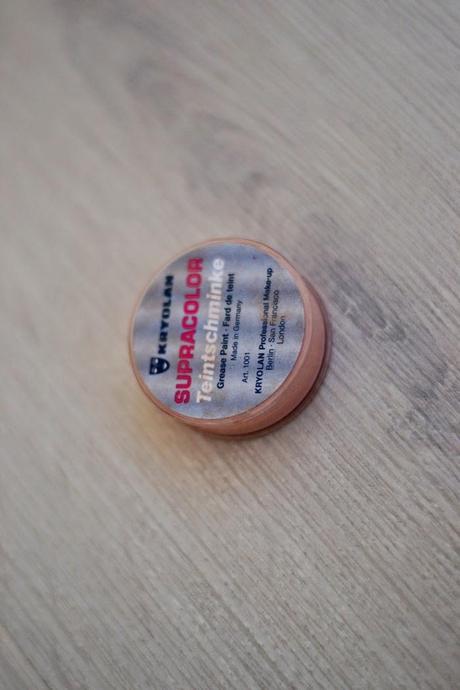 KRYOLAN
SUPRACOLOR
Teintschminke
Grease Paint · Fard de teint
Made in Germany
Art. 1001
KRYOLAN Professional Make-up
Berlin · San Francisco
London